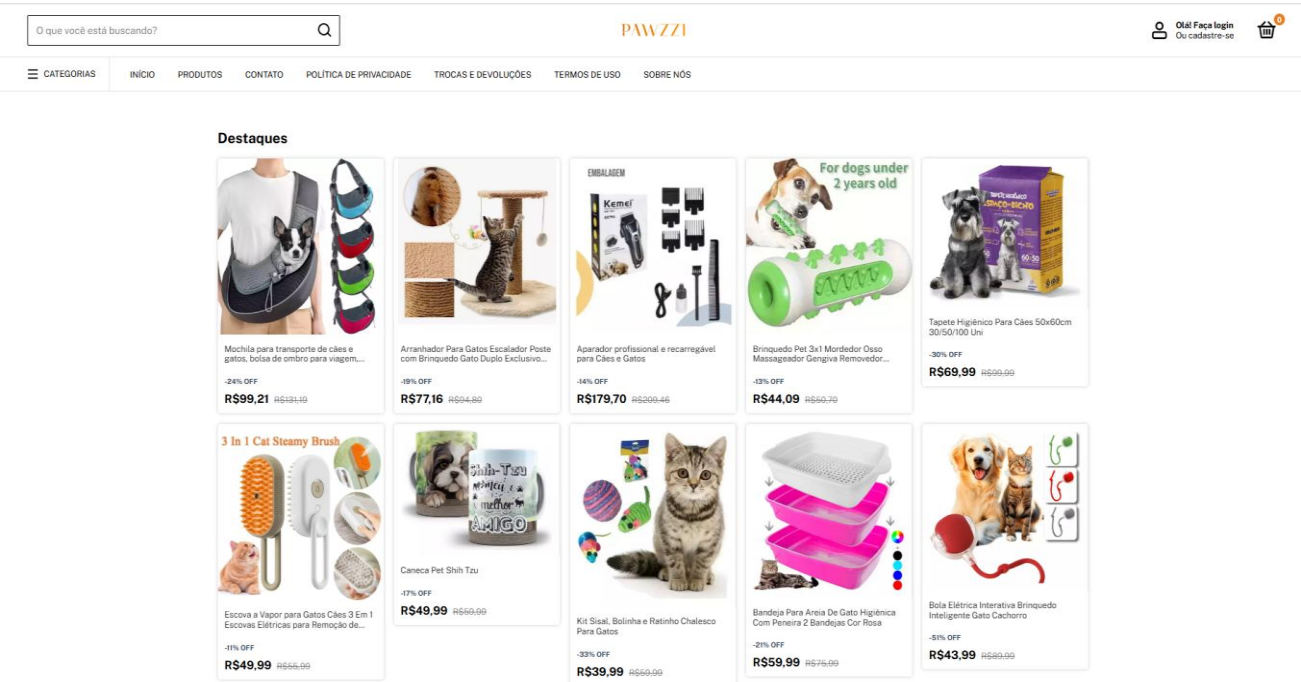 O que você está buscando?
PAWZZI
Olá! Faça login
Ou cadastre-se
0
CATEGORIAS
INÍCIO
PRODUTOS
CONTATO
POLÍTICA DE PRIVACIDADE
TROCAS E DEVOLUÇÕES
TERMOS DE USO
SOBRE NÓS
Destaques
Mochila para transporte de cães e
gatos, bolsa de ombro para viagem,...
-24% OFF
R$99,21 R$131,19
Arranhador Para Gatos Escalador Poste
com Brinquedo Gato Duplo Exclusivo...
-19% OFF
R$77,16 R$94,80
EMBALAGEM
Kemei
Aparador profissional e recarregável
para Cães e Gatos
-14% OFF
R$179,70 R$209,46
For dogs under
2 years old
Brinquedo Pet 3x1 Mordedor Osso
Massageador Gengiva Removedor...
-13% OFF
R$44,09 R$50,70
TAPETE HIGIÊNICO
ESPAÇO-BICHO
60x50
Tapete Higiênico Para Cães 50x60cm
30/50/100 Uni
-30% OFF
R$69,99 R$99,99
3 In 1 Cat Steamy Brush
Escova a Vapor para Gatos Cães 3 Em 1
Escovas Elétricas para Remoção de...
-11% OFF
R$49,99 R$55,99
Shih-Tzu
meu
melhor
AMIGO
Caneca Pet Shih Tzu
-17% OFF
R$49,99 R$59,99
Kit Sisal, Bolinha e Ratinho Chalesco
Para Gatos
-33% OFF
R$39,99 R$59,99
Bandeja Para Areia De Gato Higiênica
Com Peneira 2 Bandejas Cor Rosa
-21% OFF
R$59,99 R$75,99
Bola Elétrica Interativa Brinquedo
Inteligente Gato Cachorro
-51% OFF
R$43,99 R$89,99